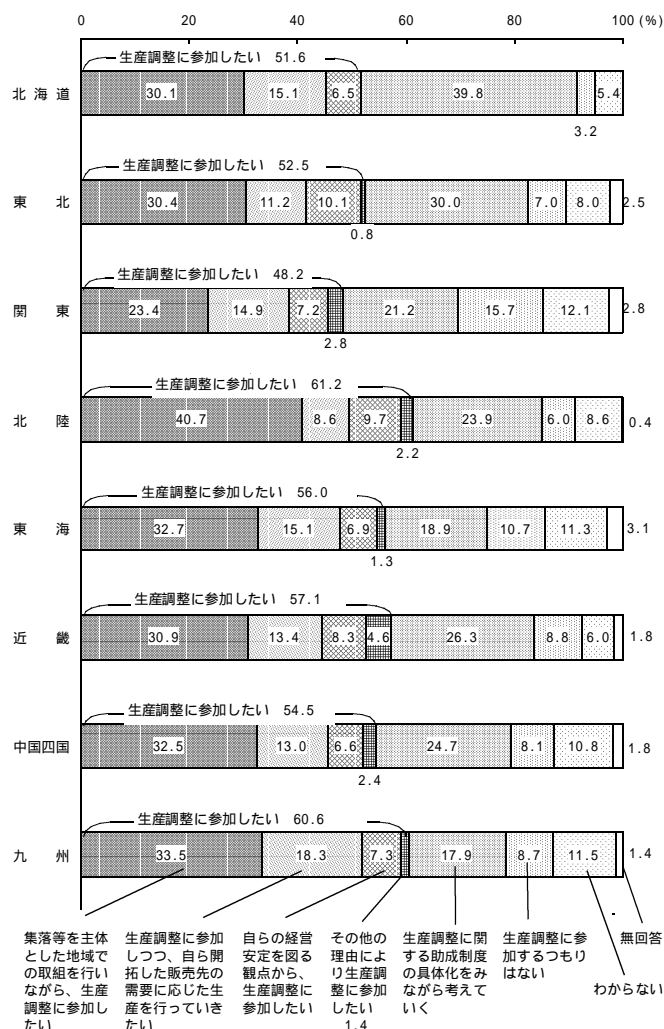 0 20 40 60 80 100 (%)
生産調整に参加したい 51.6
北海道 30.1 15.1 6.5 39.8 5.4
3.2
生産調整に参加したい 52.5
東北 30.4 11.2 10.1 30.0 7.0 8.0 2.5
0.8
生産調整に参加したい 48.2
関東 23.4 14.9 7.2 21.2 15.7 12.1 2.8
2.8
生産調整に参加したい 61.2
北陸 40.7 8.6 9.7 23.9 6.0 8.6 0.4
2.2
生産調整に参加したい 56.0
東海 32.7 15.1 6.9 18.9 10.7 11.3 3.1
1.3
生産調整に参加したい 57.1
近畿 30.9 13.4 8.3 4.6 26.3 8.8 6.0 1.8
生産調整に参加したい 54.5
中国四国 32.5 13.0 6.6 24.7 8.1 10.8 1.8
2.4
生産調整に参加したい 60.6
九州 33.5 18.3 7.3 17.9 8.7 11.5 1.4
集落等を主体
とした地域で
の取組を行い
ながら、生産
調整に参加し
たい
生産調整に参加
しつつ、自ら開
拓した販売先の
需要に応じた生
産を行っていき
たい
自らの経営
安定を図る
観点から、
生産調整に
参加したい
その他の
理由によ
り生産調
整に参加
したい
1.4
生産調整に関
する助成制度
の具体化をみ
ながら考えて
いく
生産調整に参
加するつもり
はない
わからない
無回答